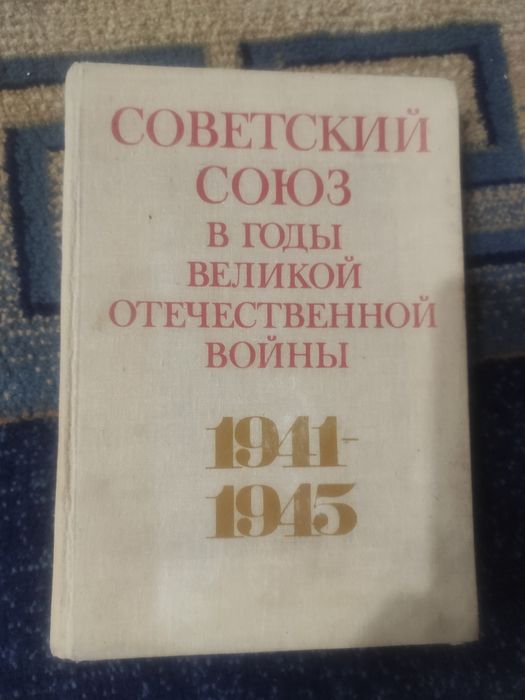 СОВЕТСКИЙ
СОЮЗ
В ГОДЫ
ВЕЛИКОЙ
ОТЕЧЕСТВЕННОЙ
ВОЙНЫ
1941-
1945